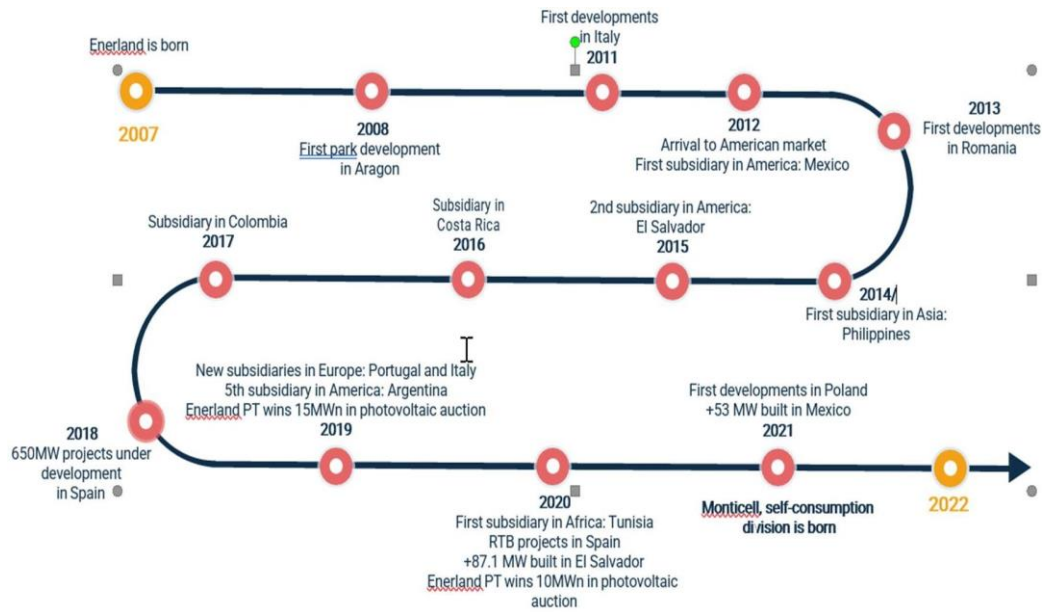 Enerland is born
2007
2008
First park development
in Aragon
First developments
in Italy
2011
2012
Arrival to American market
First subsidiary in America: Mexico
2013
First developments
in Romania
2014/
First subsidiary in Asia:
Philippines
2nd subsidiary in America:
El Salvador
2015
Subsidiary in
Costa Rica
2016
Subsidiary in Colombia
2017
2018
650MW projects under
development
in Spain
New subsidiaries in Europe: Portugal and Italy
5th subsidiary in America: Argentina
Enerland PT wins 15MWn in photovoltaic auction
2019
2020
First subsidiary in Africa: Tunisia
RTB projects in Spain
+87.1 MW built in El Salvador
Enerland PT wins 10MWn in photovoltaic
auction
First developments in Poland
+53 MW built in Mexico
2021
Monticell, self-consumption
division is born
2022